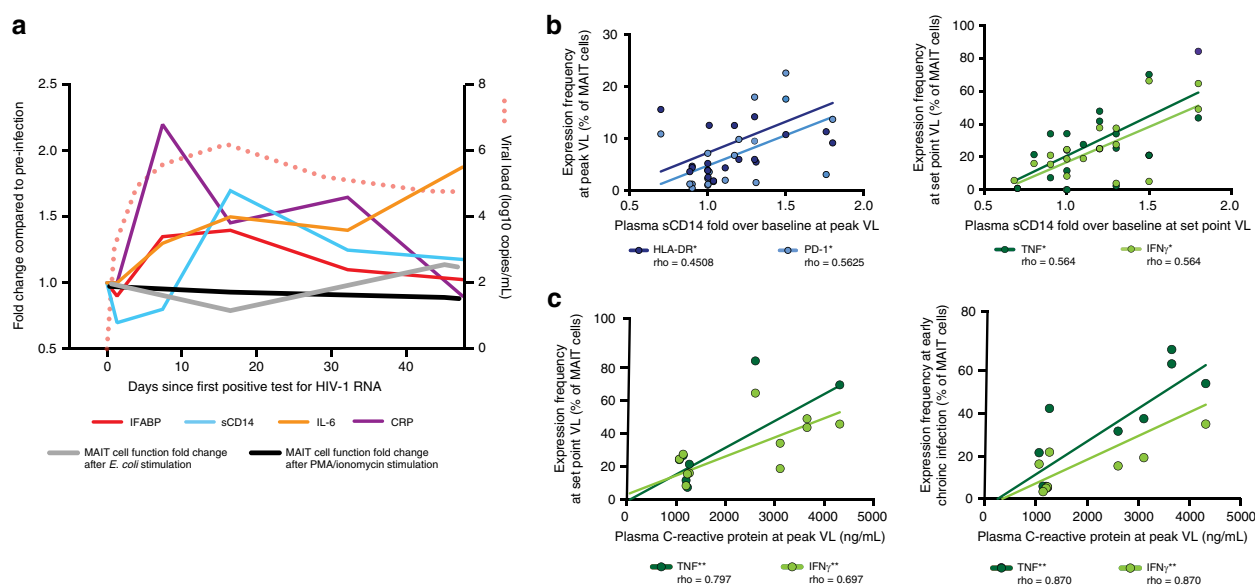 a
Fold change compared to pre-infection
2.5
2.0
1.5
1.0
0.5
8
6
4
2
0
Viral load (log10 copies/mL)
0
10
20
30
40
Days since first positive test for HIV-1 RNA
IFABP
sCD14
IL-6
CRP
MAIT cell function fold change
after E. coli stimulation
MAIT cell function fold change
after PMA/ionomycin stimulation
b
Expression frequency
at peak VL (% of MAIT cells)
30
20
10
0
0.5
1.0
1.5
2.0
Plasma sCD14 fold over baseline at peak VL
HLA-DR*
rho = 0.4508
PD-1*
rho = 0.5625
Expression frequency
at set point VL (% of MAIT cells)
100
80
60
40
20
0
0.5
1.0
1.5
2.0
Plasma sCD14 fold over baseline at set point VL
TNF*
rho = 0.564
IFNγ*
rho = 0.564
c
Expression frequency
at set point VL (% of MAIT cells)
100
80
60
40
20
0
0
1000
2000
3000
4000
5000
Plasma C-reactive protein at peak VL (ng/mL)
TNF**
rho = 0.797
IFNγ**
rho = 0.697
Expression frequency at early
chroinc infection (% of MAIT cells)
80
60
40
20
0
0
1000
2000
3000
4000
5000
Plasma C-reactive protein at peak VL (ng/mL)
TNF**
rho = 0.870
IFNγ**
rho = 0.870